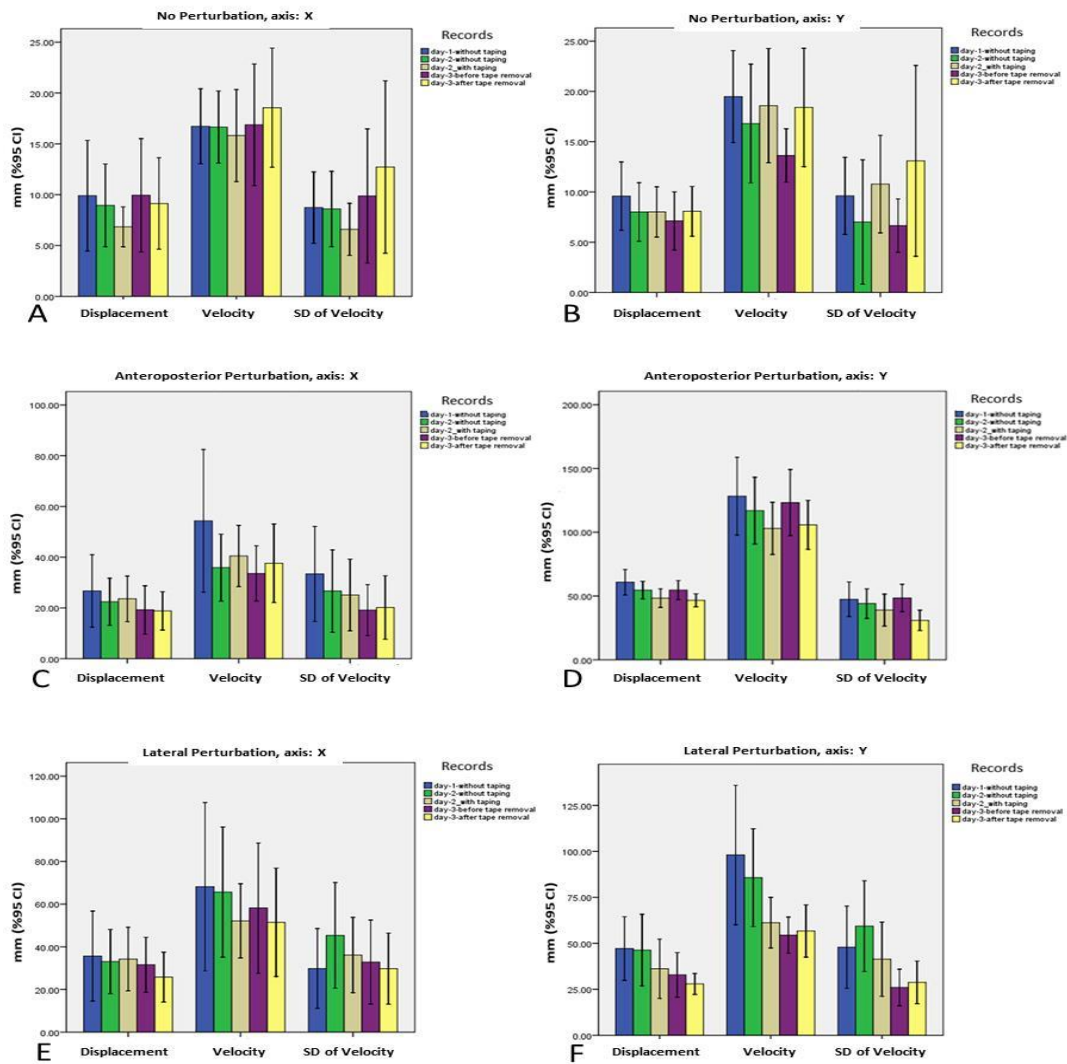 No Perturbation, axis: X
Records
day-1-without taping
day-2-without taping
day-2_with taping
day-3-before tape removal
day-3-after tape removal
mm (%95 CI)
25.00
20.00
15.00
10.00
5.00
0.00
A
Displacement
Velocity
SD of Velocity
No Perturbation, axis: Y
Records
day-1-without taping
day-2-without taping
day-2_with taping
day-3-before tape removal
day-3-after tape removal
mm (%95 CI)
25.00
20.00
15.00
10.00
5.00
0.00
B
Displacement
Velocity
SD of Velocity
Anteroposterior Perturbation, axis: X
Records
day-1-without taping
day-2-without taping
day-2_with taping
day-3-before tape removal
day-3-after tape removal
mm (%95 CI)
100.00
80.00
60.00
40.00
20.00
0.00
C
Displacement
Velocity
SD of Velocity
Anteroposterior Perturbation, axis: Y
Records
day-1-without taping
day-2-without taping
day-2_with taping
day-3-before tape removal
day-3-after tape removal
mm (%95 CI)
200.00
150.00
100.00
50.00
0.00
D
Displacement
Velocity
SD of Velocity
Lateral Perturbation, axis: X
Records
day-1-without taping
day-2-without taping
day-2_with taping
day-3-before tape removal
day-3-after tape removal
mm (%95 CI)
120.00
100.00
80.00
60.00
40.00
20.00
0.00
E
Displacement
Velocity
SD of Velocity
Lateral Perturbation, axis: Y
Records
day-1-without taping
day-2-without taping
day-2_with taping
day-3-before tape removal
day-3-after tape removal
mm (%95 CI)
125.00
100.00
75.00
50.00
25.00
0.00
F
Displacement
Velocity
SD of Velocity